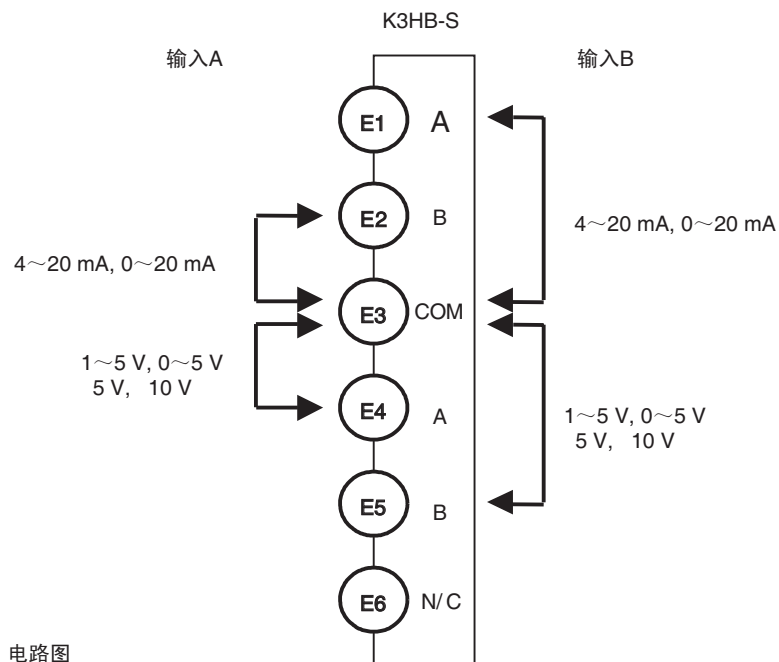 K3HB-S
输入A
输入B
E1 A
E2 B
4～20 mA, 0～20 mA
4～20 mA, 0～20 mA
E3 COM
1～5 V, 0～5 V
5 V, 10 V
E4 A
1～5 V, 0～5 V
5 V, 10 V
E5 B
E6 N/C
电路图